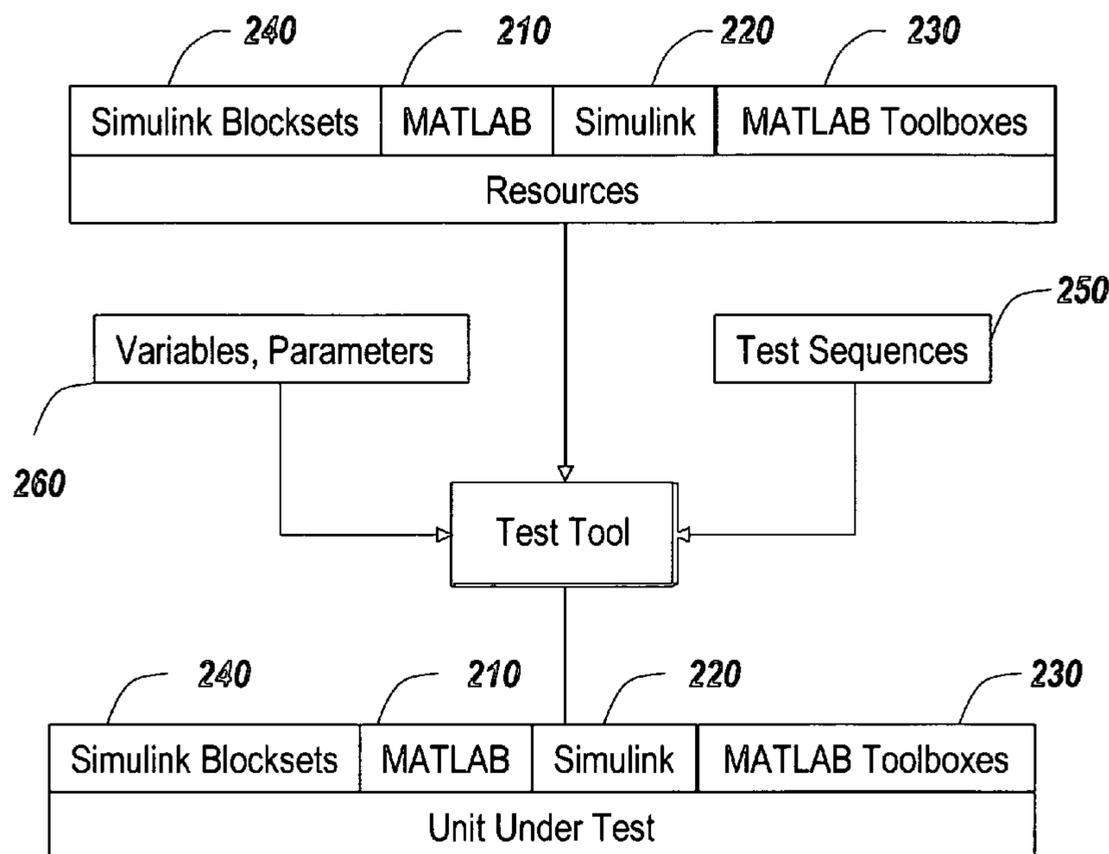 240 210 220 230
Simulink Blocksets MATLAB Simulink MATLAB Toolboxes
Resources
250
Variables, Parameters Test Sequences
260
Test Tool
240 210 220 230
Simulink Blocksets MATLAB Simulink MATLAB Toolboxes
Unit Under Test